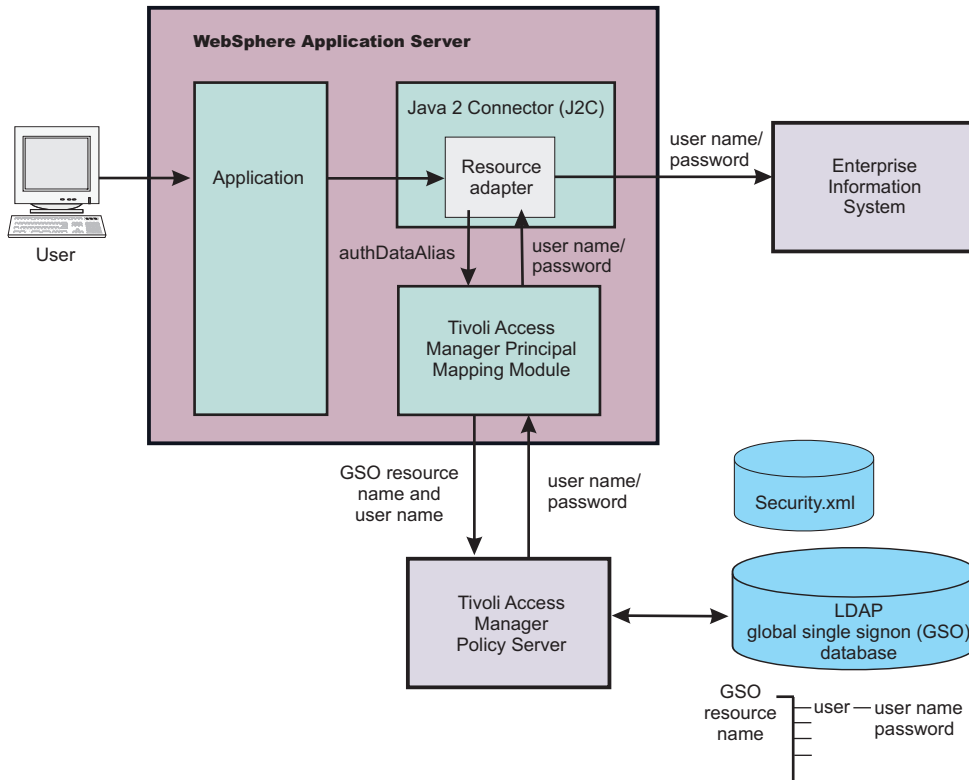 WebSphere Application Server
User
Application
Java 2 Connector (J2C)
Resource
adapter
user name/
password
Enterprise
Information
System
authDataAlias
user name/
password
Tivoli Access
Manager Principal
Mapping Module
GSO resource
name and
user name
user name/
password
Security.xml
Tivoli Access
Manager
Policy Server
LDAP
global single signon (GSO)
database
GSO
resource
name
user
user name
password